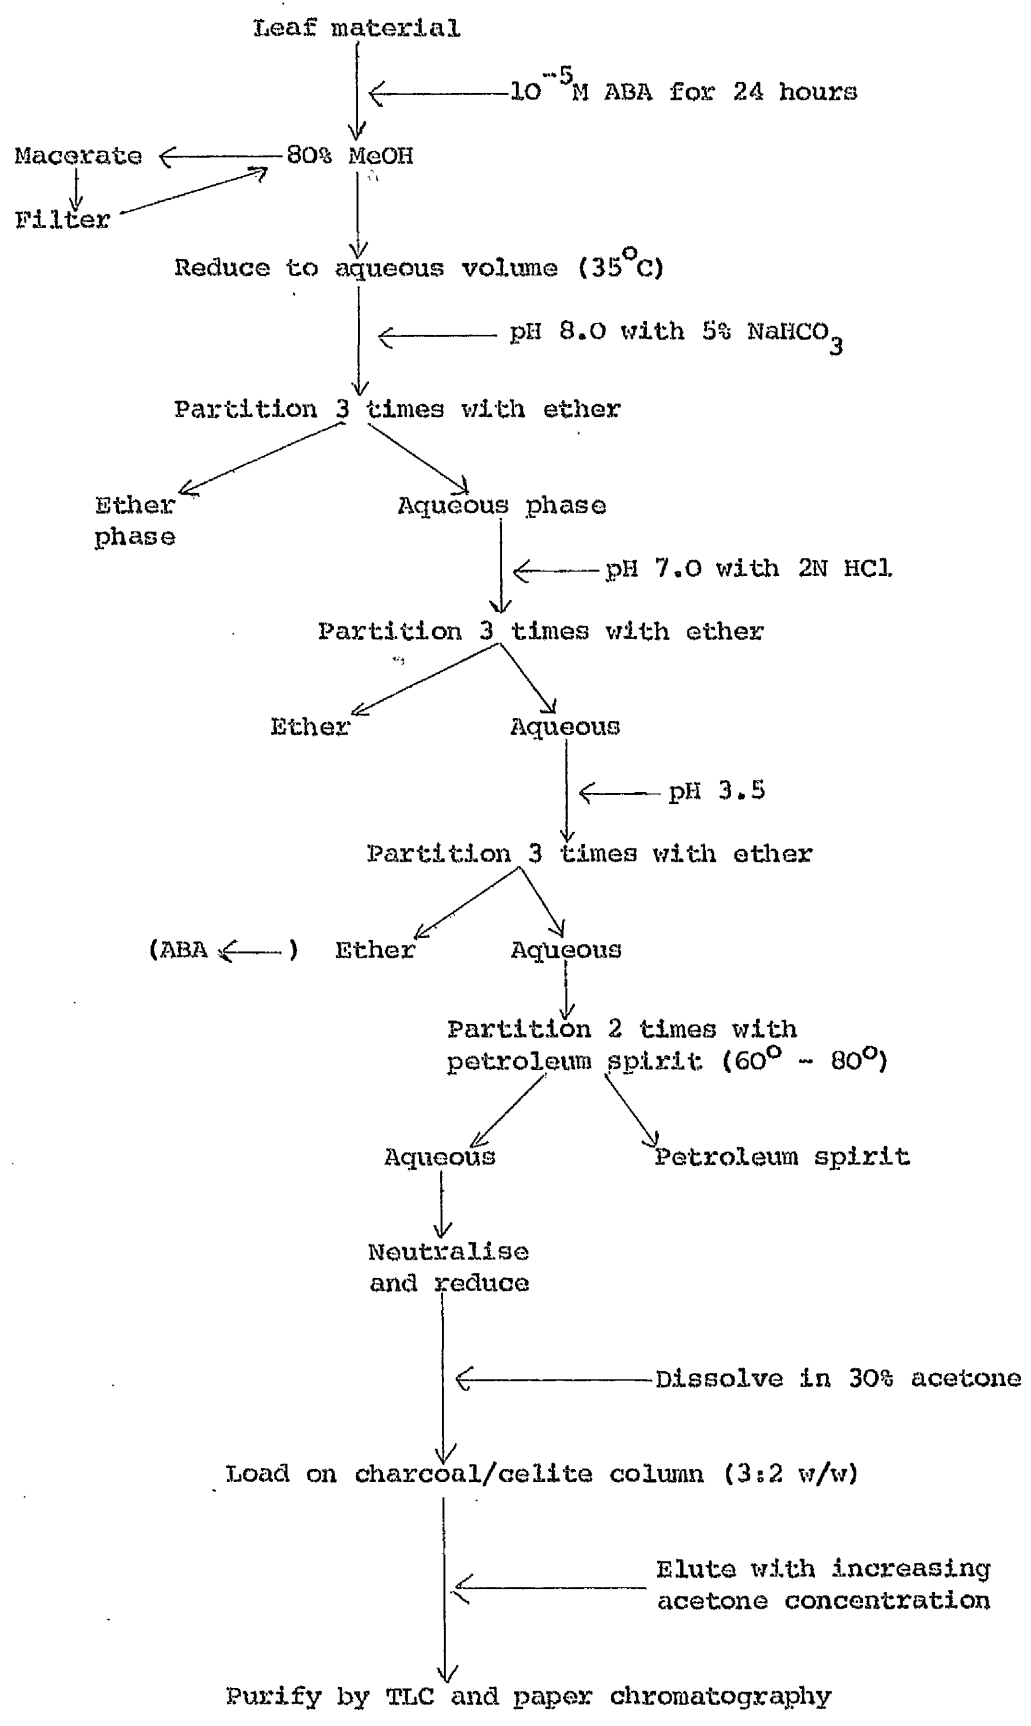 Leaf material
10⁻⁵M ABA for 24 hours
Macerate
80% MeOH
Filter
Reduce to aqueous volume (35°C)
pH 8.0 with 5% NaHCO₃
Partition 3 times with ether
Ether
phase
Aqueous phase
pH 7.0 with 2N HCl
Partition 3 times with ether
Ether
Aqueous
pH 3.5
Partition 3 times with ether
(ABA ← )
Ether
Aqueous
Partition 2 times with
petroleum spirit (60° - 80°)
Aqueous
Petroleum spirit
Neutralise
and reduce
Dissolve in 30% acetone
Load on charcoal/celite column (3:2 w/w)
Elute with increasing
acetone concentration
Purify by TLC and paper chromatography